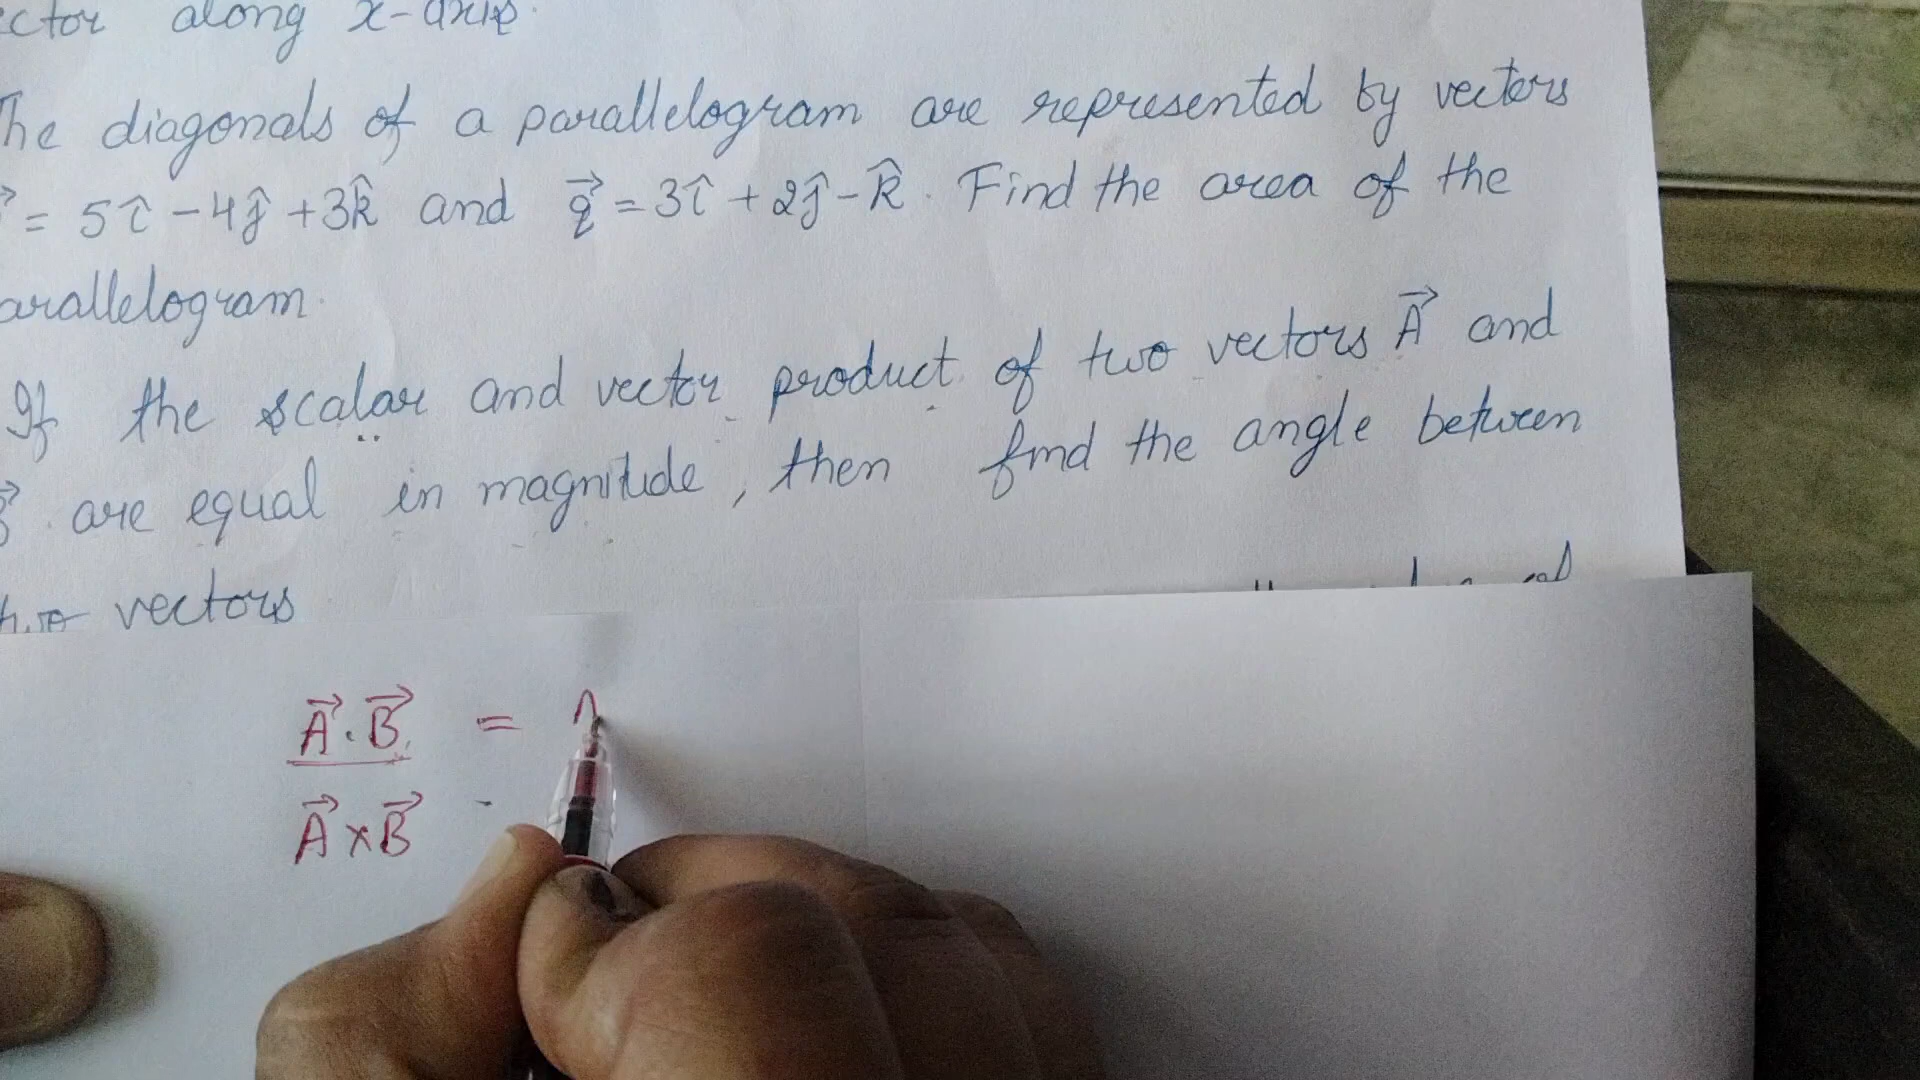 along x-axis.
The diagonals of a parallelogram are represented by vectors
= 5î - 4ĵ + 3k̂ and q⃗ = 3î + 2ĵ - k̂. Find the area of the
arallelogram.
If the scalar and vector product of two vectors A⃗ and
are equal in magnitude, then find the angle between
two vectors
A⃗ . B⃗ =
A⃗ × B⃗ -